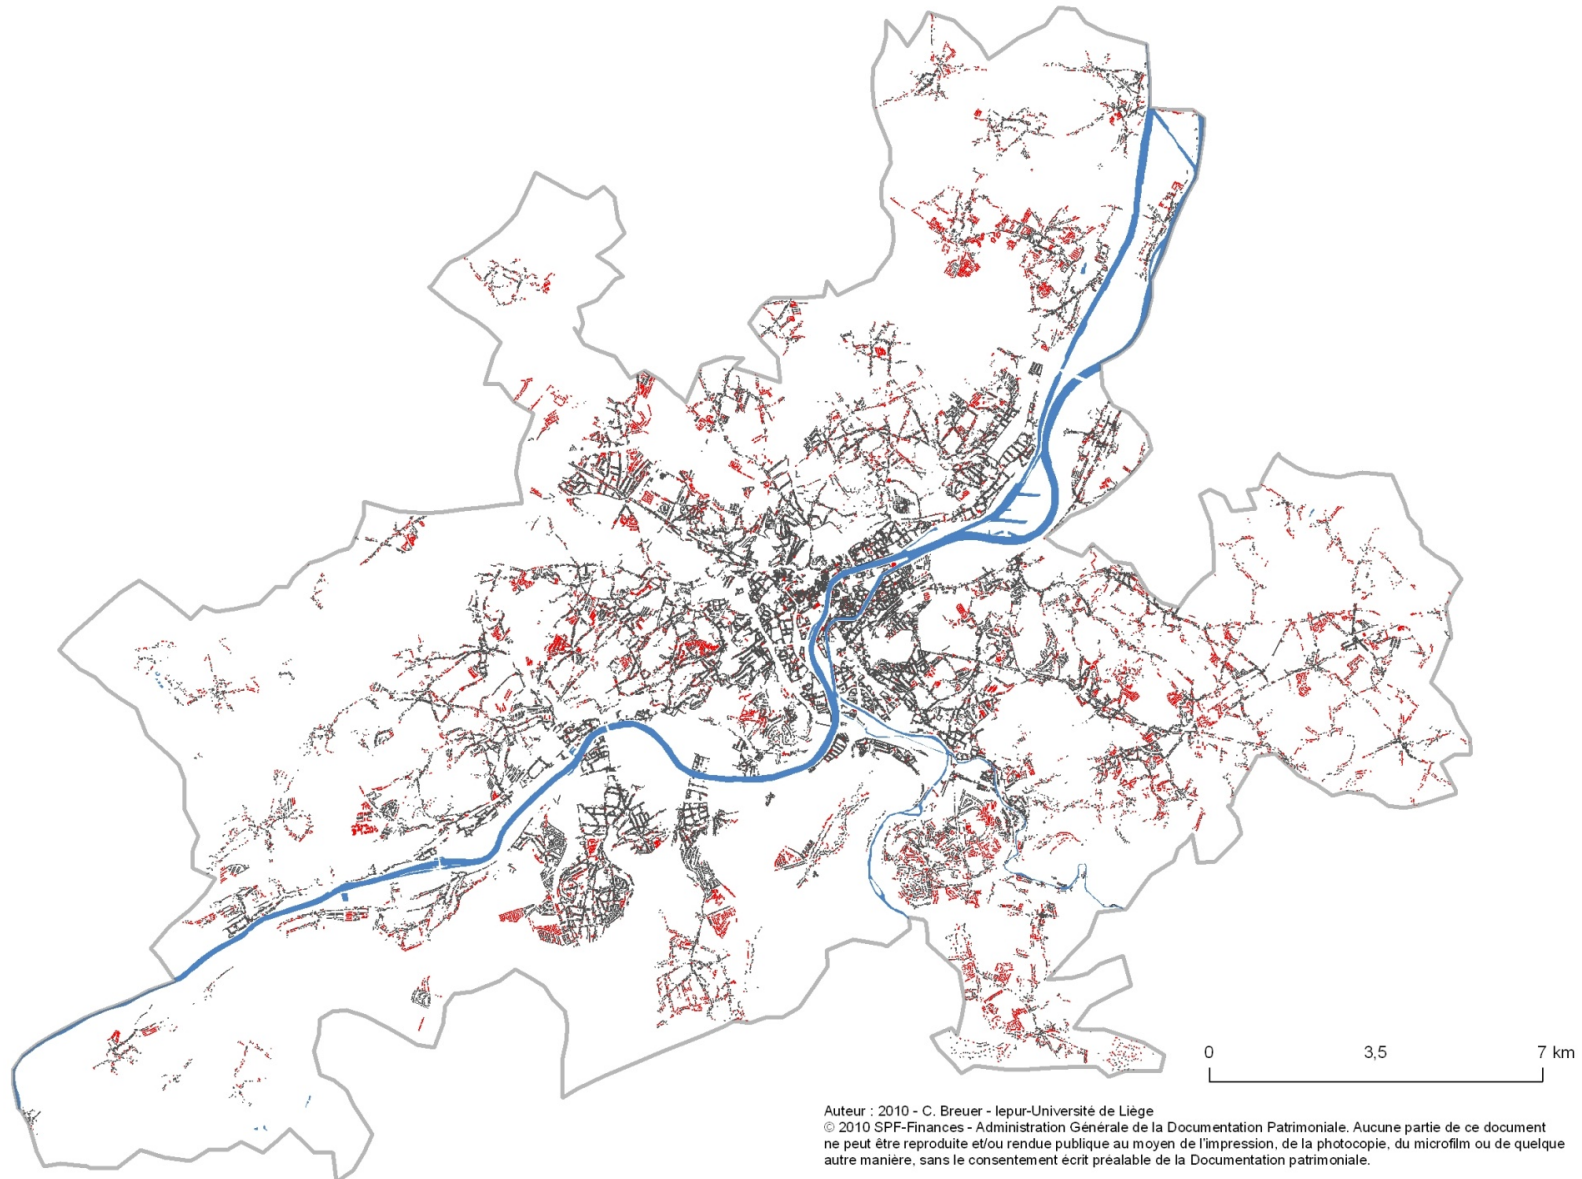 0 3,5 7 km
Auteur : 2010 - C. Breuer - lepur-Université de Liège
© 2010 SPF-Finances - Administration Générale de la Documentation Patrimoniale. Aucune partie de ce document
ne peut être reproduite et/ou rendue publique au moyen de l'impression, de la photocopie, du microfilm ou de quelque
autre manière, sans le consentement écrit préalable de la Documentation patrimoniale.